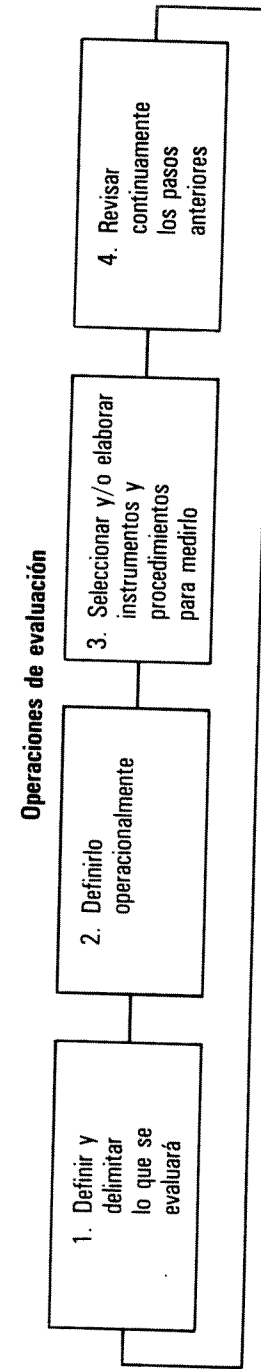 Operaciones de evaluación
1. Definir y
delimitar
lo que se
evaluará
2. Definirlo
operacionalmente
3. Seleccionar y/o elaborar
instrumentos y
procedimientos
para medirlo
4. Revisar
continuamente
los pasos
anteriores